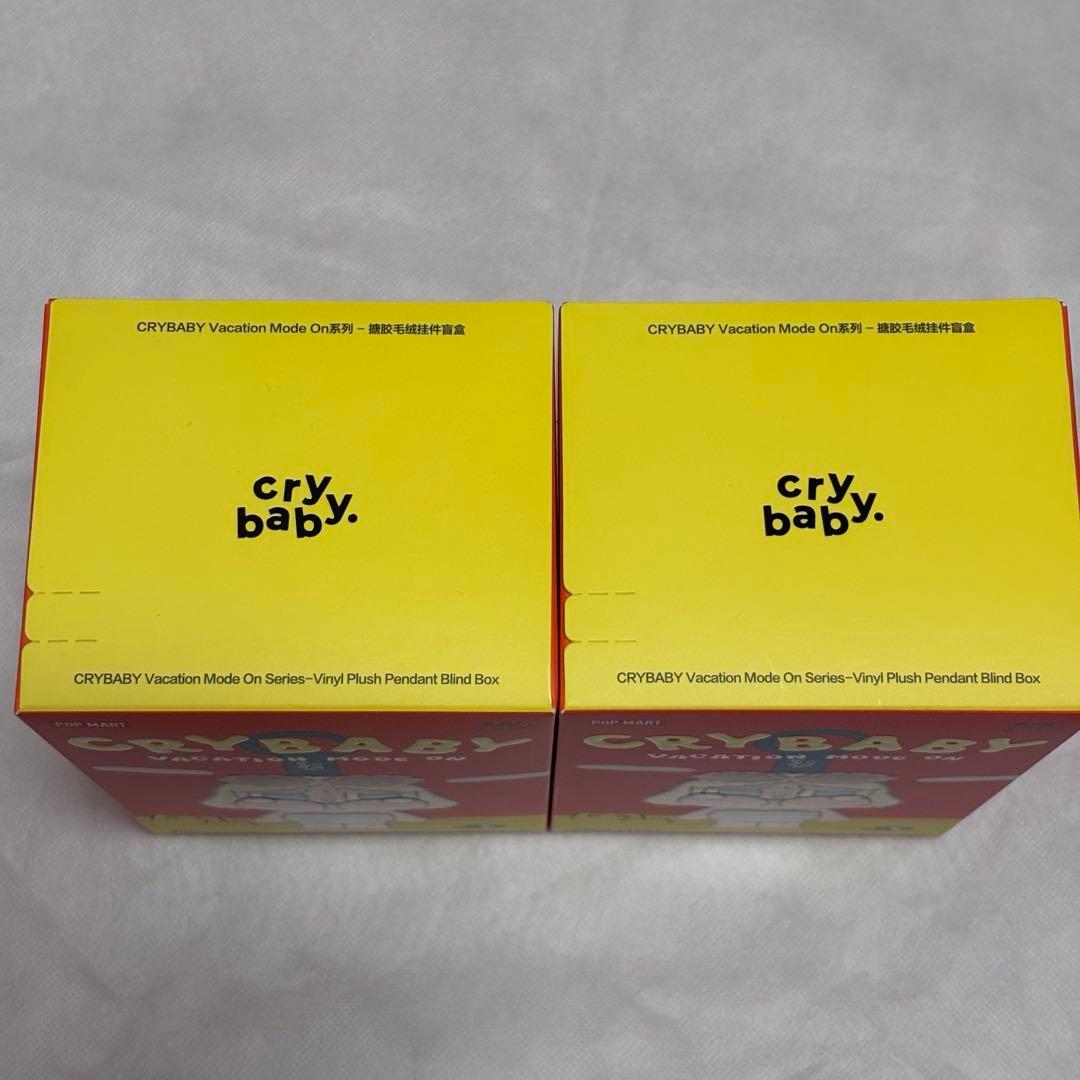 CRYBABY Vacation Mode On系列 – 搪胶毛绒挂件盲盒
cry
baby.
CRYBABY Vacation Mode On Series–Vinyl Plush Pendant Blind Box
POP MART
CRYBABY
VACATION MODE ON
CRYBABY Vacation Mode On系列 – 搪胶毛绒挂件盲盒
cry
baby.
CRYBABY Vacation Mode On Series–Vinyl Plush Pendant Blind Box
POP MART
CRYBABY
VACATION MODE ON